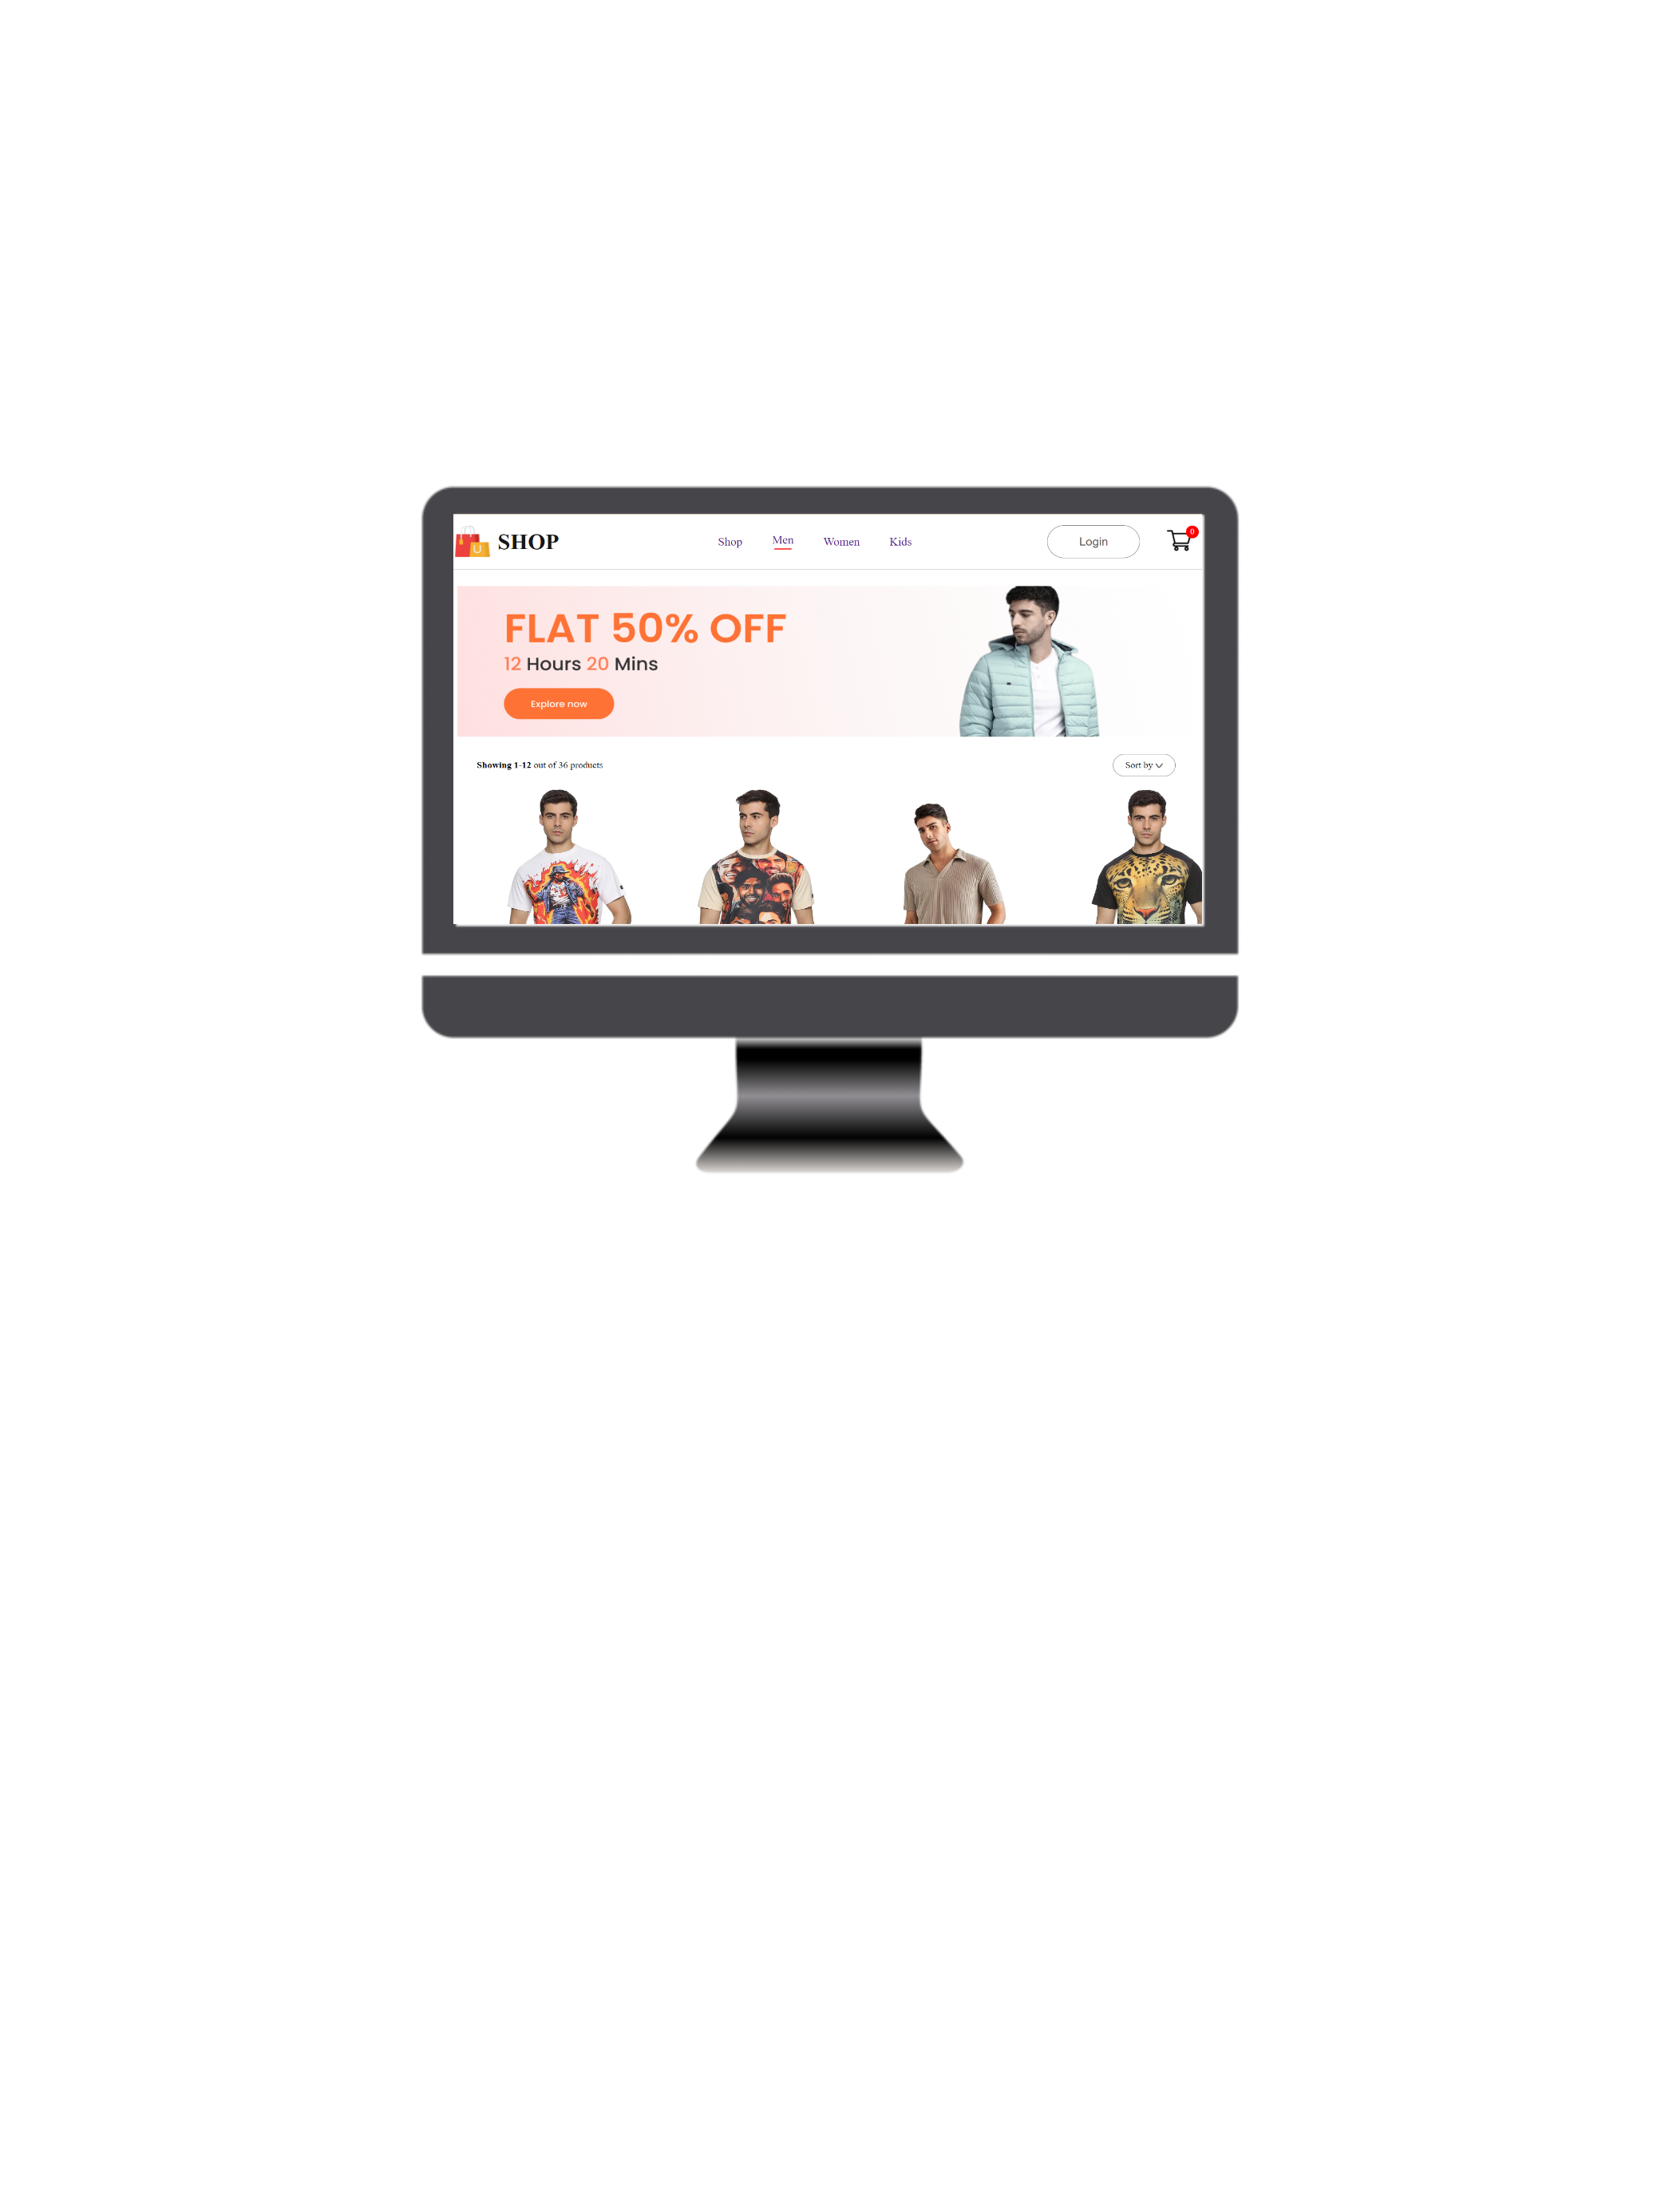 U SHOP Shop Men Women Kids Login 0
FLAT 50% OFF
12 Hours 20 Mins
Explore now
Showing 1-12 out of 36 products Sort by